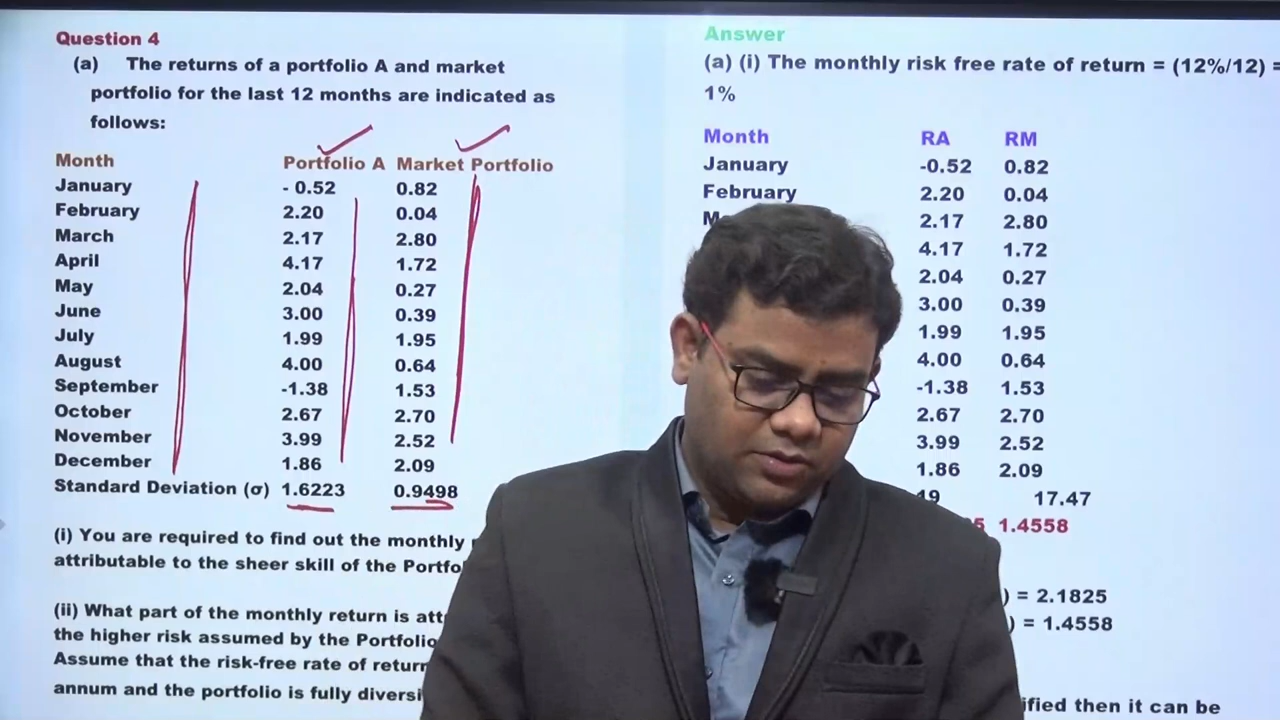 Question 4
(a) The returns of a portfolio A and market
portfolio for the last 12 months are indicated as
follows:
Month Portfolio A Market Portfolio
January - 0.52 0.82
February 2.20 0.04
March 2.17 2.80
April 4.17 1.72
May 2.04 0.27
June 3.00 0.39
July 1.99 1.95
August 4.00 0.64
September -1.38 1.53
October 2.67 2.70
November 3.99 2.52
December 1.86 2.09
Standard Deviation (σ) 1.6223 0.9498
(i) You are required to find out the monthly
attributable to the sheer skill of the
(ii) What part of the monthly return is
the higher risk assumed by the Portfolio
Assume that the risk-free rate of return
annum and the portfolio is fully
Answer
(a) (i) The monthly risk free rate of return = (12%/12) =
1%
Month RA RM
January -0.52 0.82
February 2.20 0.04
2.17 2.80
4.17 1.72
2.04 0.27
3.00 0.39
1.99 1.95
4.00 0.64
-1.38 1.53
2.67 2.70
3.99 2.52
1.86 2.09
19 17.47
5 1.4558
) = 2.1825
) = 1.4558
then it can be